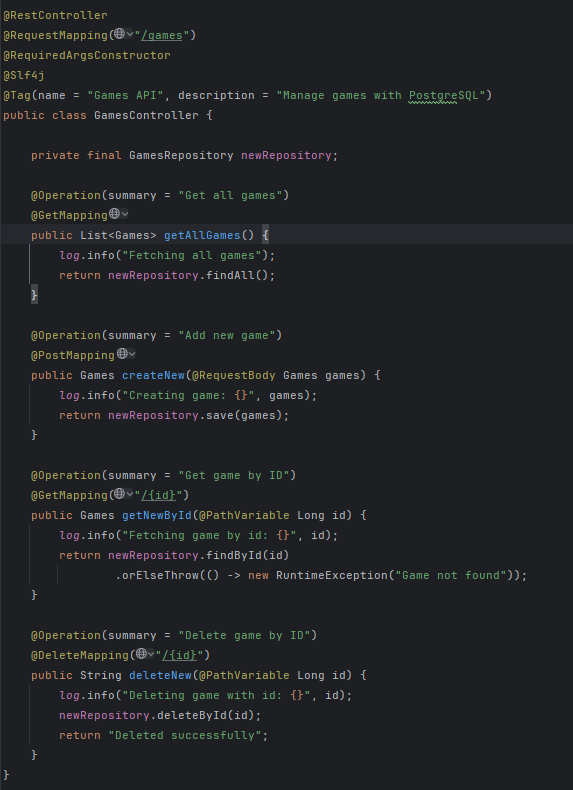 @RestController
@RequestMapping("/games")
@RequiredArgsConstructor
@Slf4j
@Tag(name = "Games API", description = "Manage games with PostgreSQL")
public class GamesController {
    private final GamesRepository newRepository;
    @Operation(summary = "Get all games")
    @GetMapping
    public List<Games> getAllGames() {
        log.info("Fetching all games");
        return newRepository.findAll();
    }
    @Operation(summary = "Add new game")
    @PostMapping
    public Games createNew(@RequestBody Games games) {
        log.info("Creating game: {}", games);
        return newRepository.save(games);
    }
    @Operation(summary = "Get game by ID")
    @GetMapping("/{id}")
    public Games getNewById(@PathVariable Long id) {
        log.info("Fetching game by id: {}", id);
        return newRepository.findById(id)
                .orElseThrow(() -> new RuntimeException("Game not found"));
    }
    @Operation(summary = "Delete game by ID")
    @DeleteMapping("/{id}")
    public String deleteNew(@PathVariable Long id) {
        log.info("Deleting game with id: {}", id);
        newRepository.deleteById(id);
        return "Deleted successfully";
    }
}